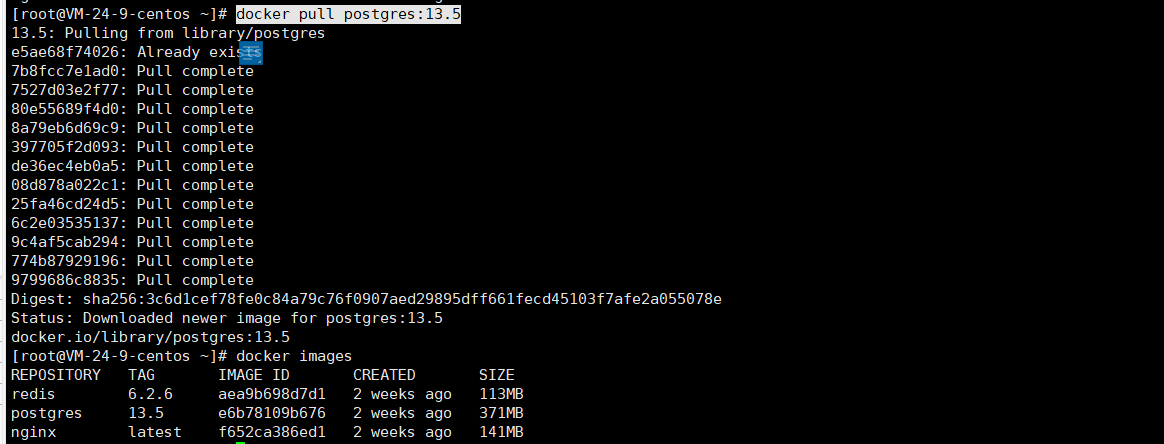 [root@VM-24-9-centos ~]# docker pull postgres:13.5
13.5: Pulling from library/postgres
e5ae68f74026: Already exists
7b8fcc7e1ad0: Pull complete
7527d03e2f77: Pull complete
80e55689f4d0: Pull complete
8a79eb6d69c9: Pull complete
397705f2d093: Pull complete
de36ec4eb0a5: Pull complete
08d878a022c1: Pull complete
25fa46cd24d5: Pull complete
6c2e03535137: Pull complete
9c4af5cab294: Pull complete
774b87929196: Pull complete
9799686c8835: Pull complete
Digest: sha256:3c6d1cef78fe0c84a79c76f0907aed29895dff661fecd45103f7afe2a055078e
Status: Downloaded newer image for postgres:13.5
docker.io/library/postgres:13.5
[root@VM-24-9-centos ~]# docker images
REPOSITORY   TAG       IMAGE ID       CREATED       SIZE
redis        6.2.6     aea9b698d7d1   2 weeks ago   113MB
postgres     13.5      e6b78109b676   2 weeks ago   371MB
nginx        latest    f652ca386ed1   2 weeks ago   141MB